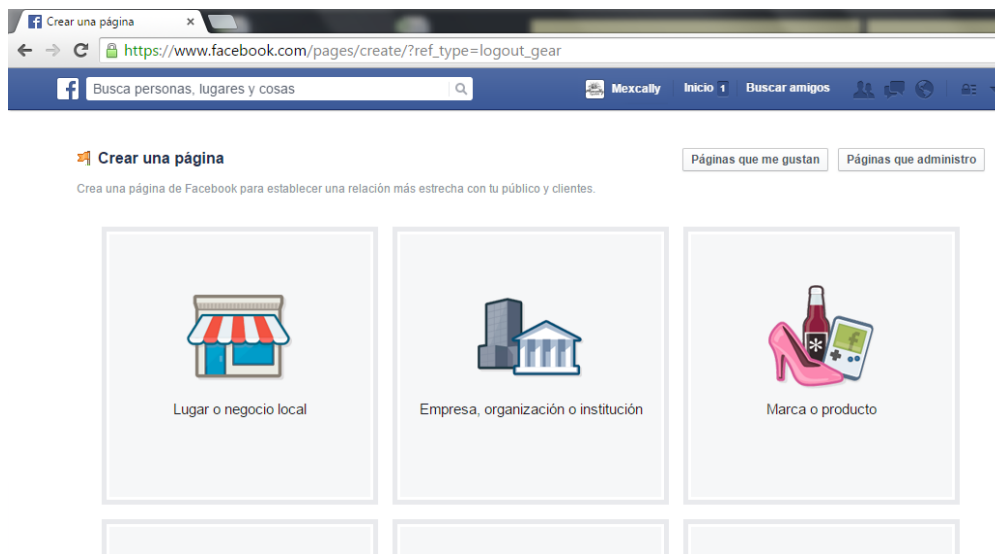 Crear una página
https://www.facebook.com/pages/create/?ref_type=logout_gear
Busca personas, lugares y cosas
Mexcally
Inicio 1
Buscar amigos
Crear una página
Páginas que me gustan
Páginas que administro
Crea una página de Facebook para establecer una relación más estrecha con tu público y clientes.
Lugar o negocio local
Empresa, organización o institución
Marca o producto